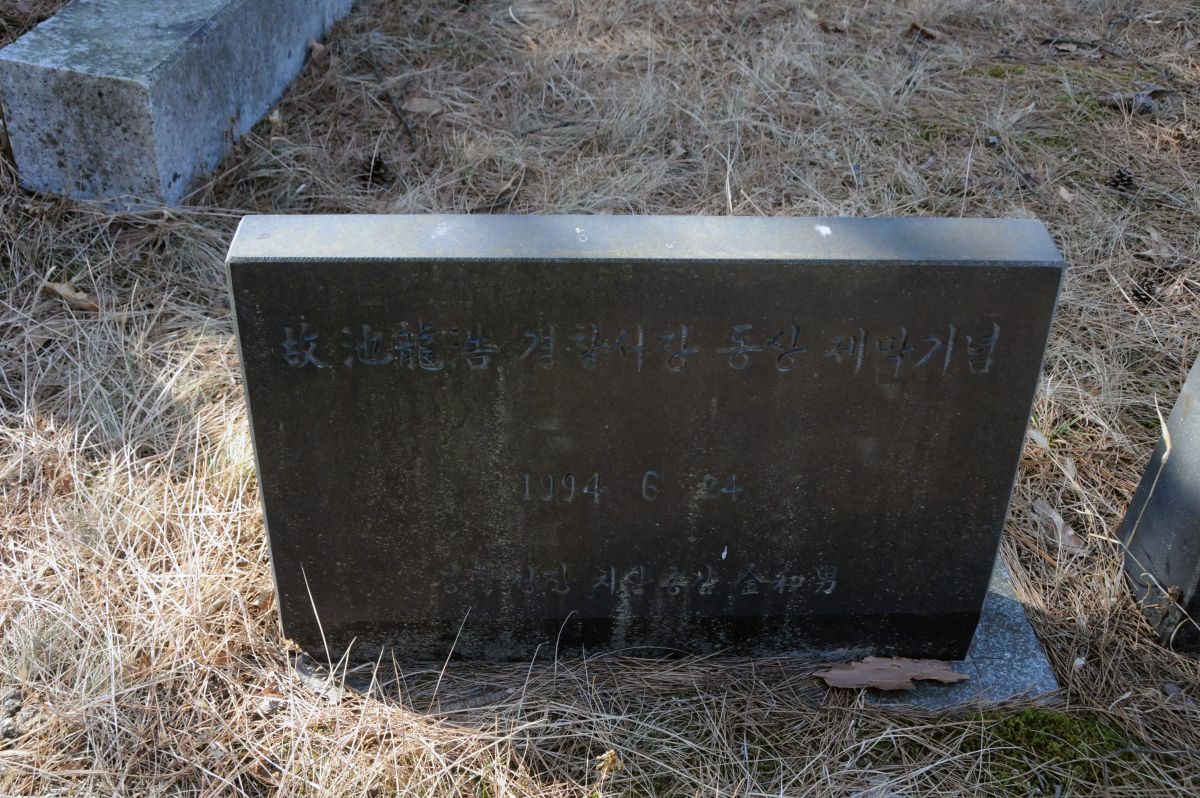 故池龍浩 경찰서장 동상 제막기념
1994 6 24
경찰청장 치안총감 金和男